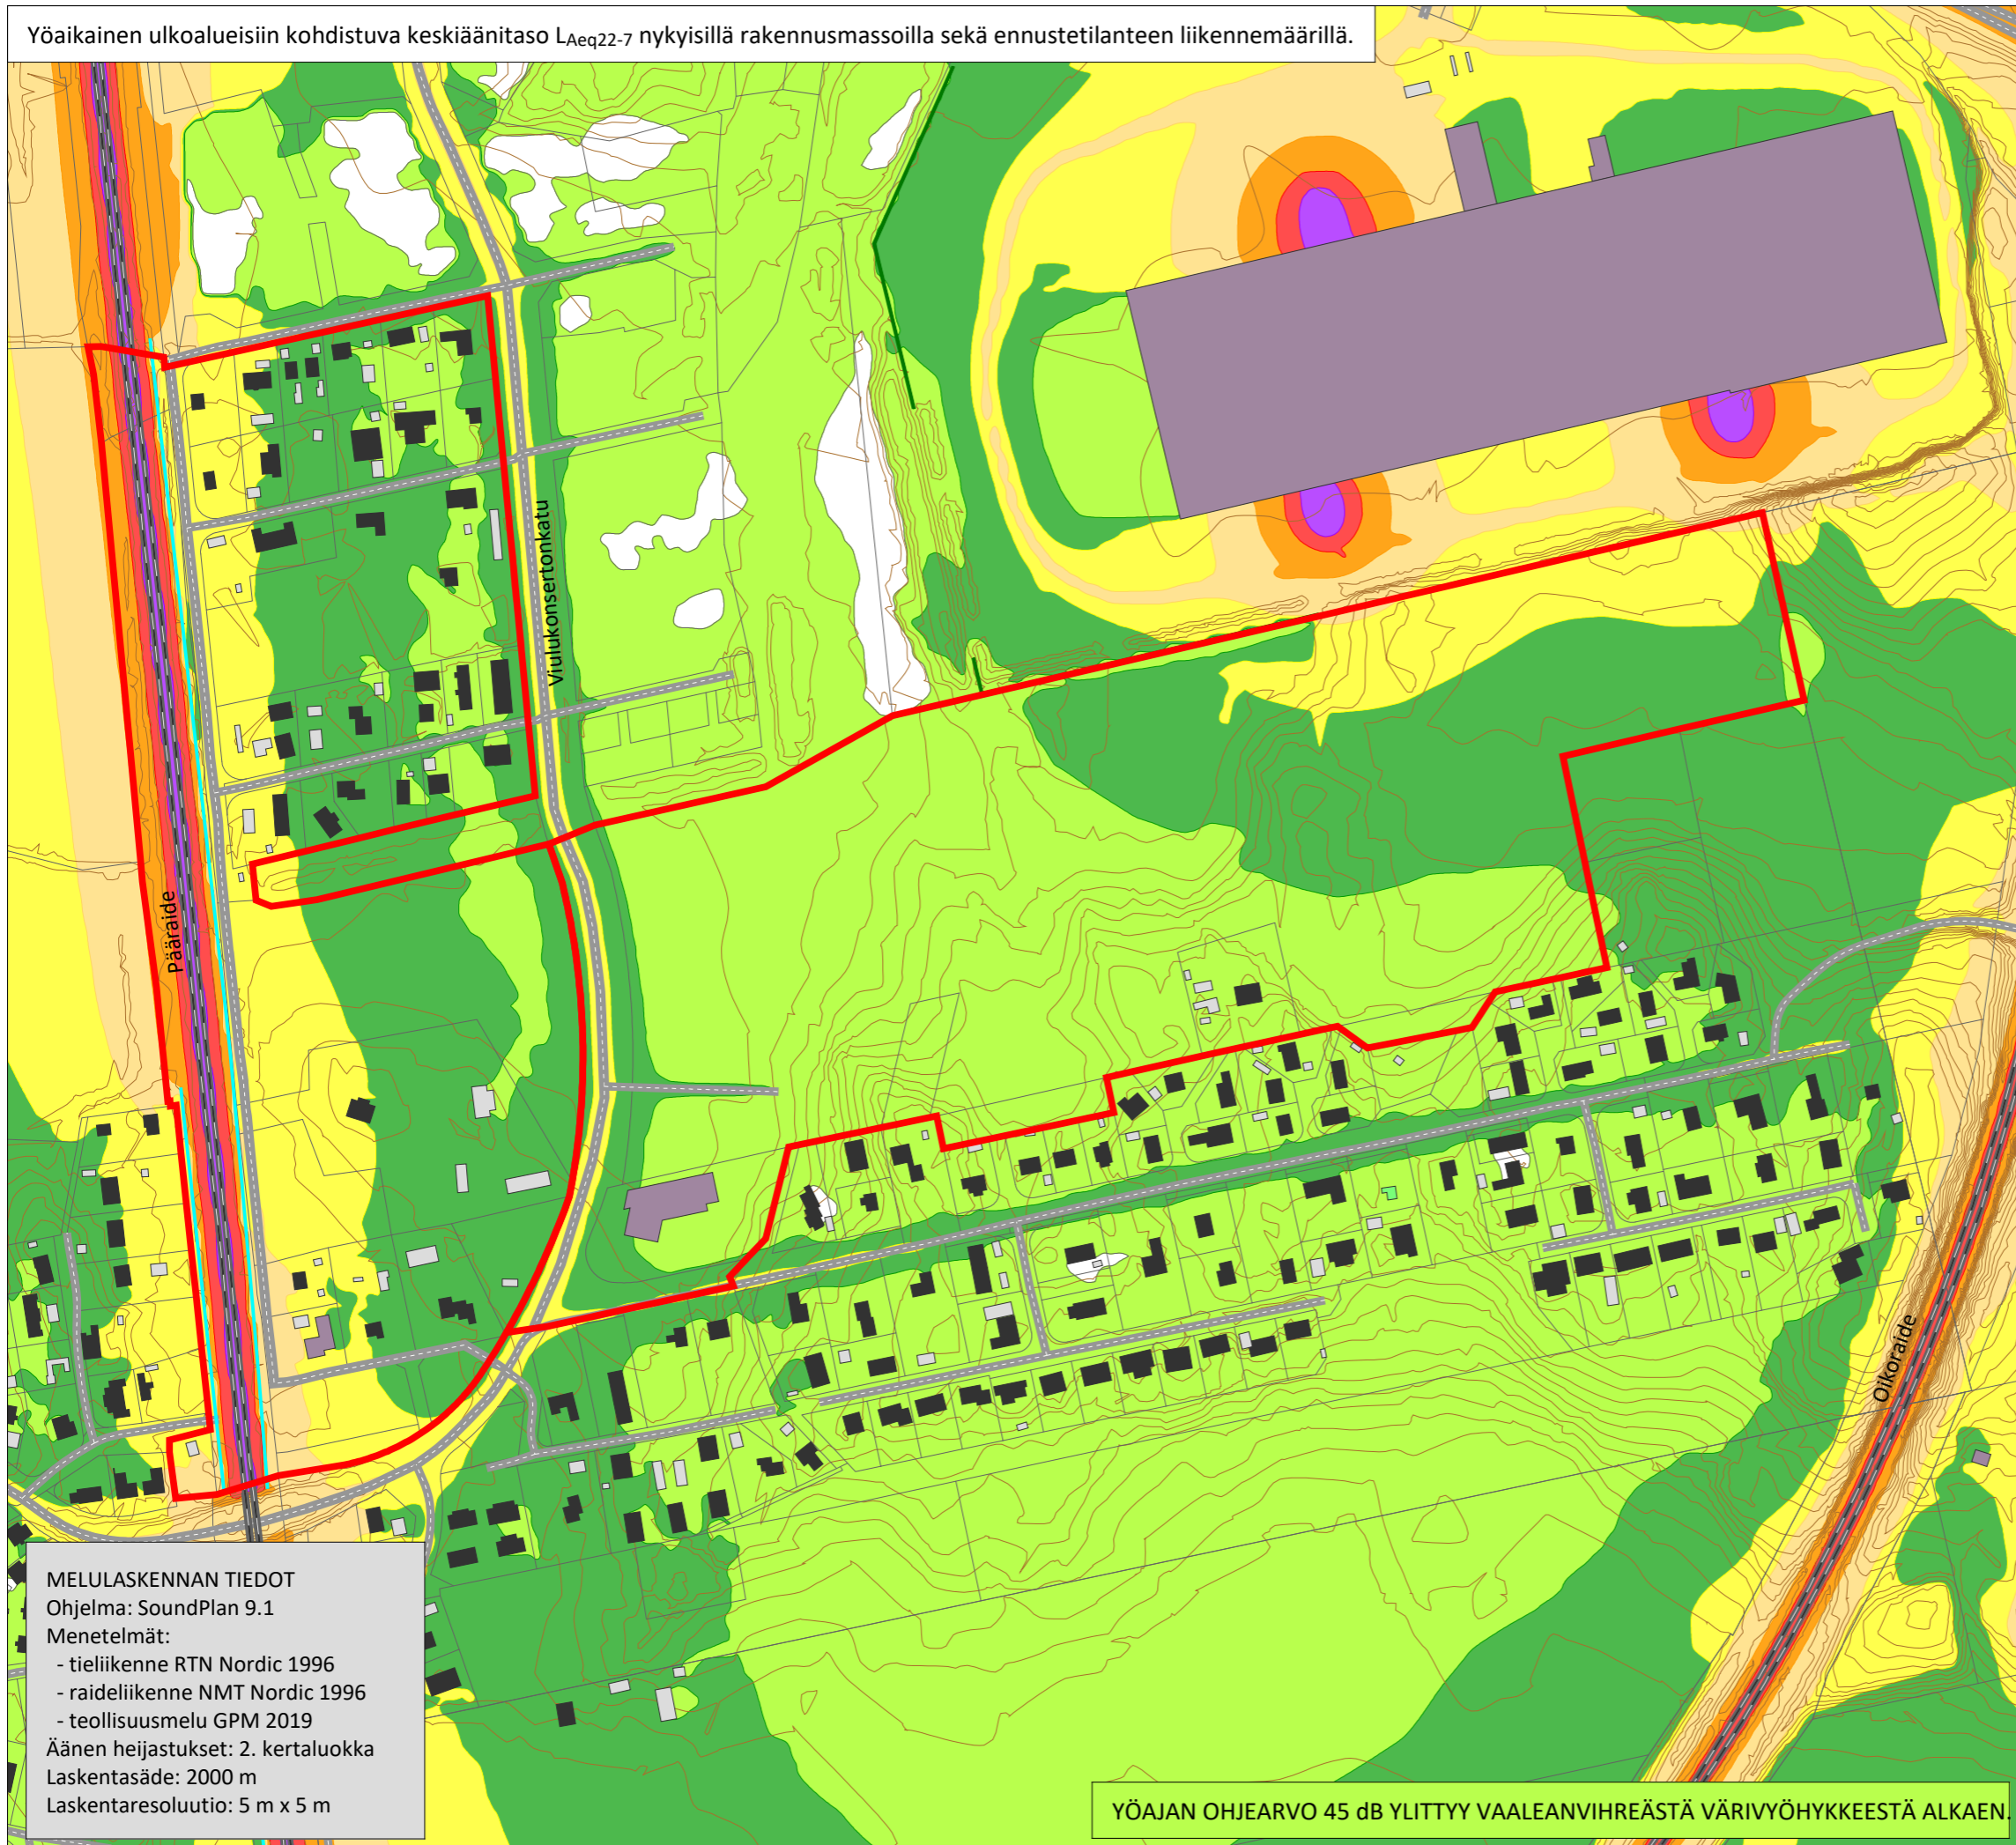 Yöaikainen ulkoalueisiin kohdistuva keskiäänitaso LAeq22-7 nykyisillä rakennusmassoilla sekä ennustetilanteen liikennemäärillä.
Viulukonsertonkatu
Pääraide
Oikoraide
MELULASKENNAN TIEDOT
Ohjelma: SoundPlan 9.1
Menetelmät:
- tieliikenne RTN Nordic 1996
- raideliikenne NMT Nordic 1996
- teollisuusmelu GPM 2019
Äänen heijastukset: 2. kertaluokka
Laskentasäde: 2000 m
Laskentaresoluutio: 5 m x 5 m
YÖAJAN OHJEARVO 45 dB YLITTYY VAALEANVIHREÄSTÄ VÄRIVYÖHYKKEESTÄ ALKAEN.